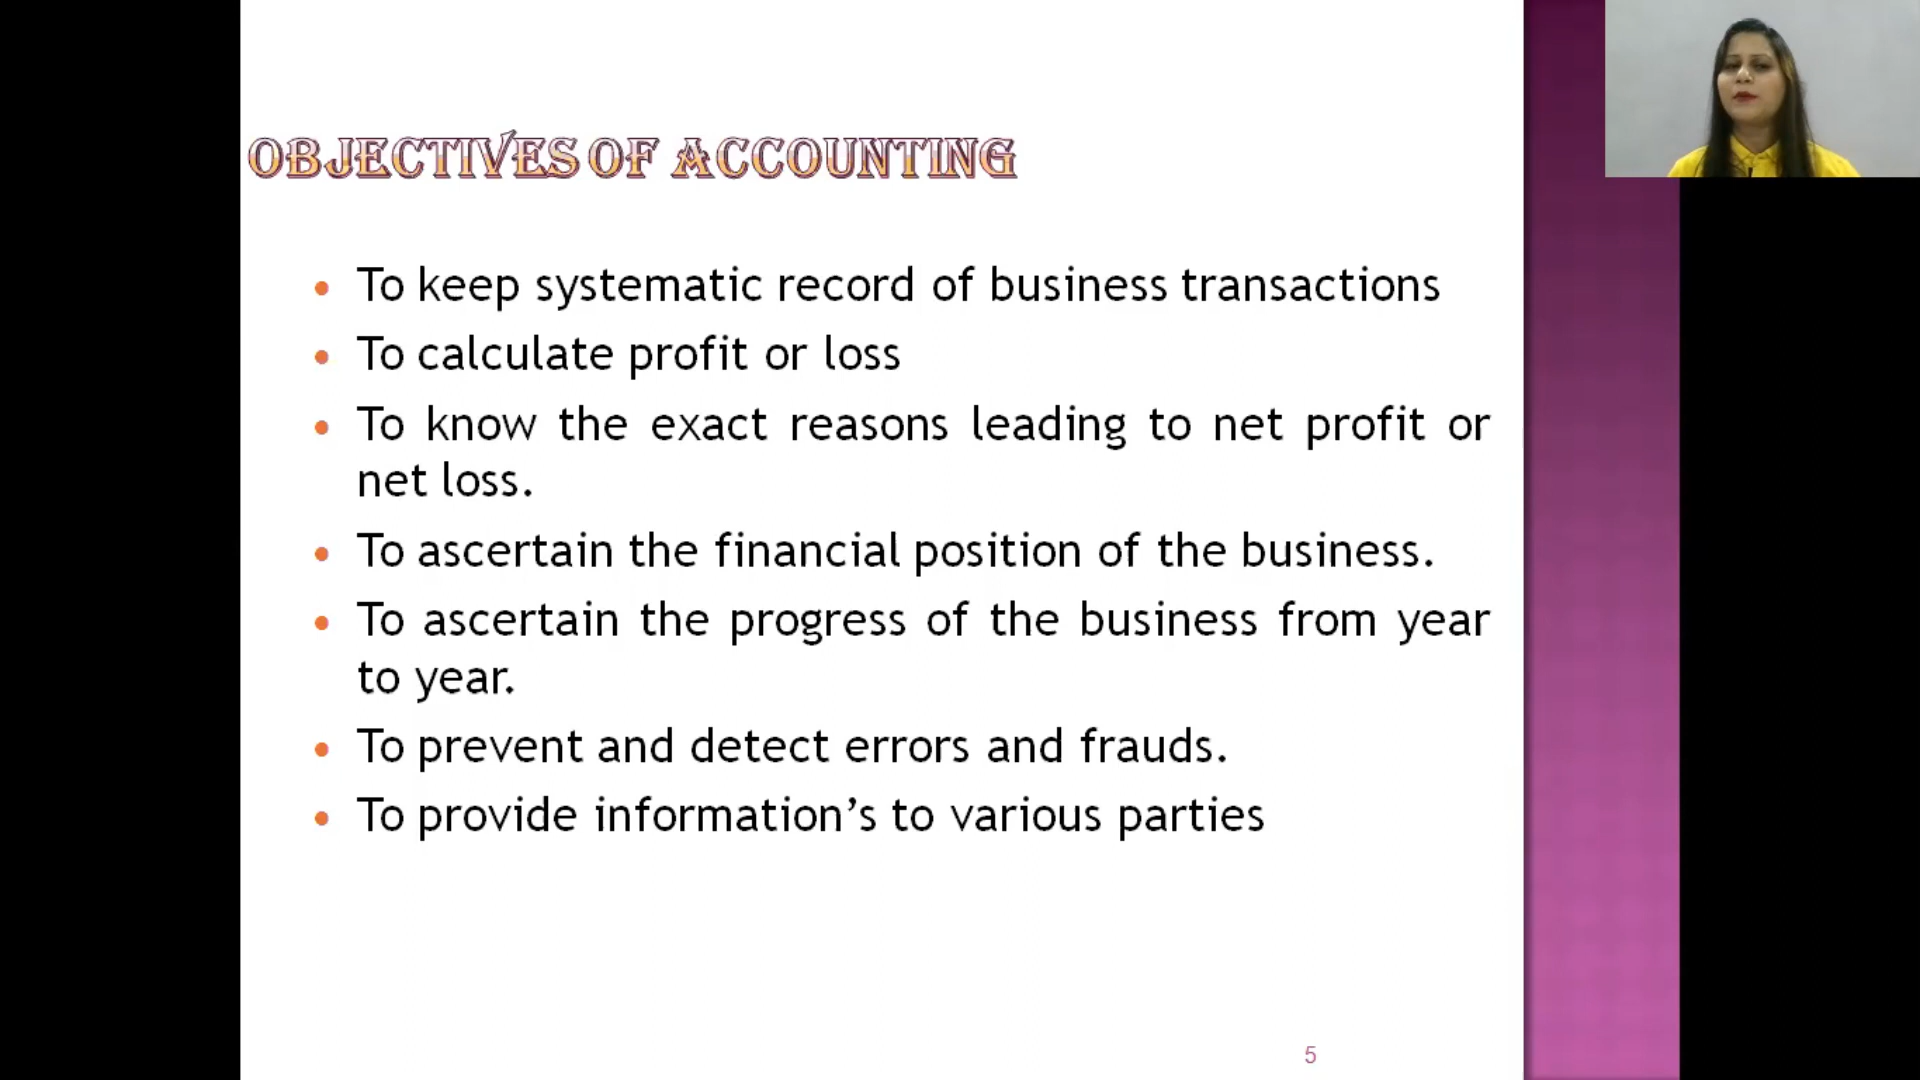 OBJECTIVES OF ACCOUNTING
• To keep systematic record of business transactions
• To calculate profit or loss
• To know the exact reasons leading to net profit or
net loss.
• To ascertain the financial position of the business.
• To ascertain the progress of the business from year
to year.
• To prevent and detect errors and frauds.
• To provide information’s to various parties
5